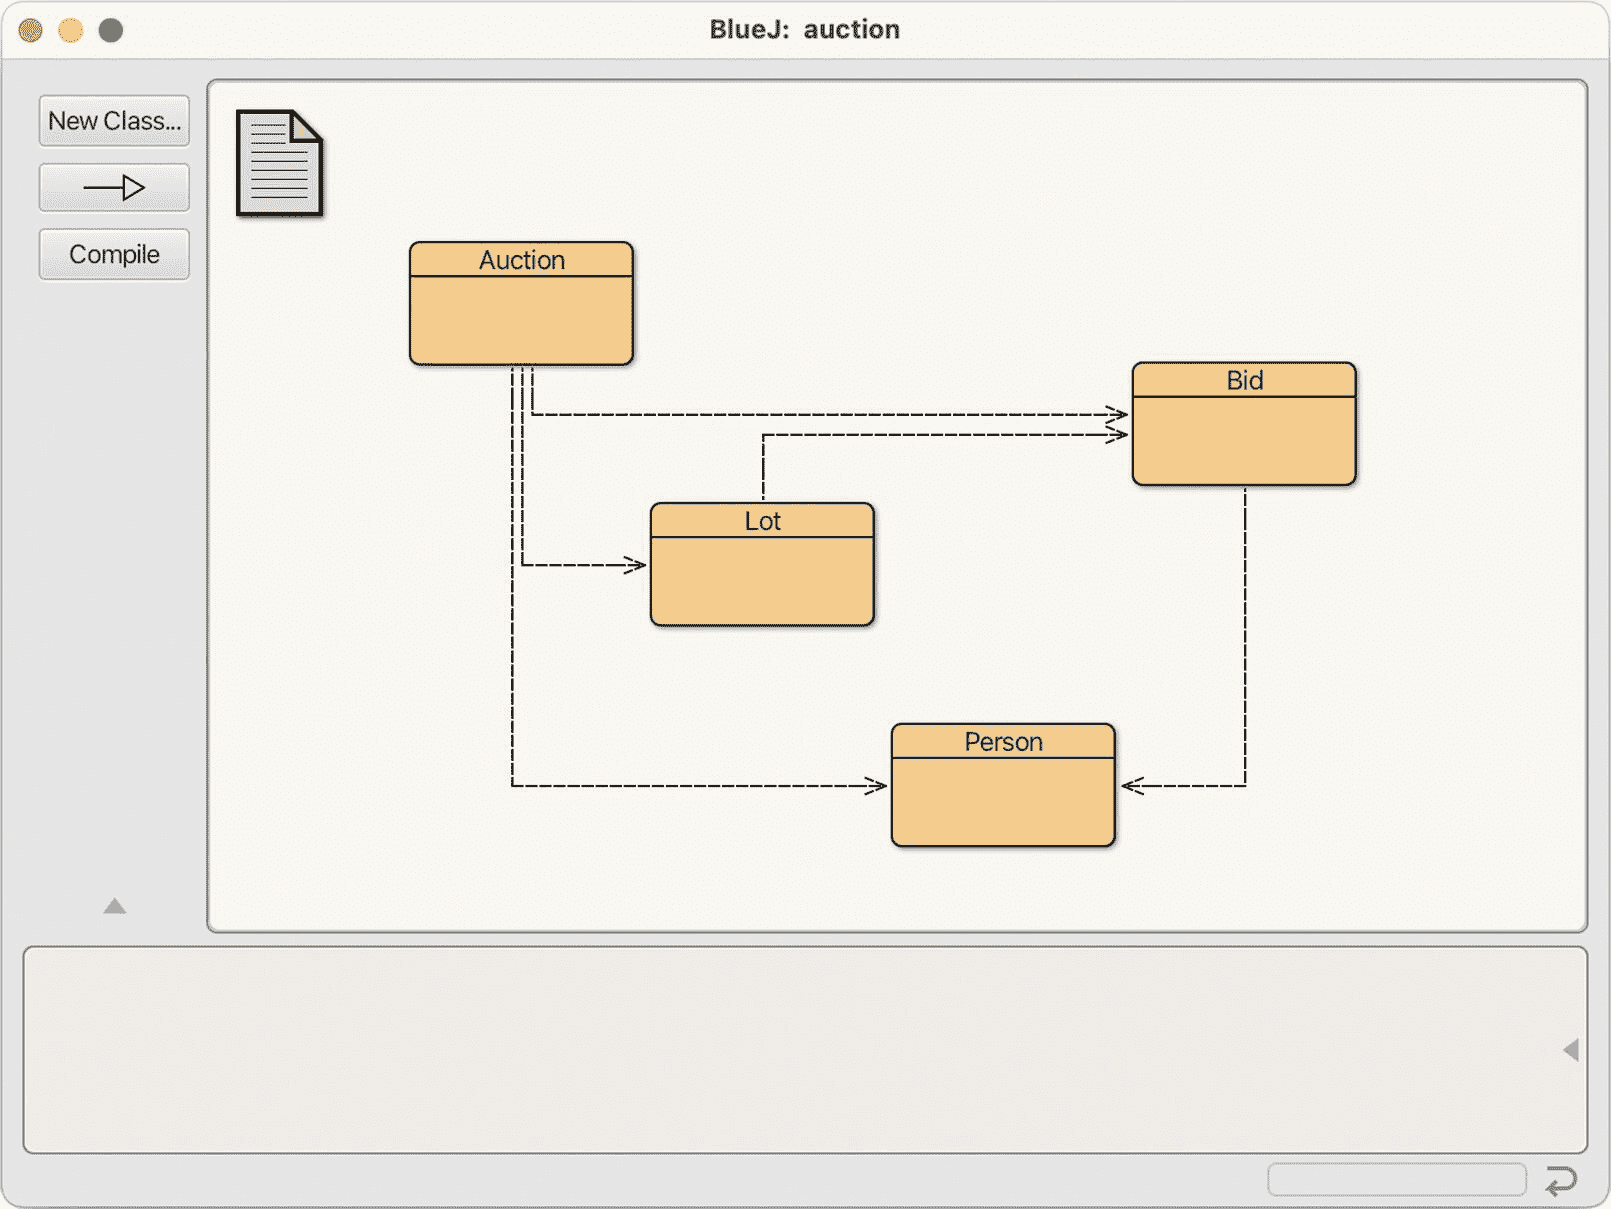 BlueJ: auction
New Class...
Compile
Auction
Bid
Lot
Person